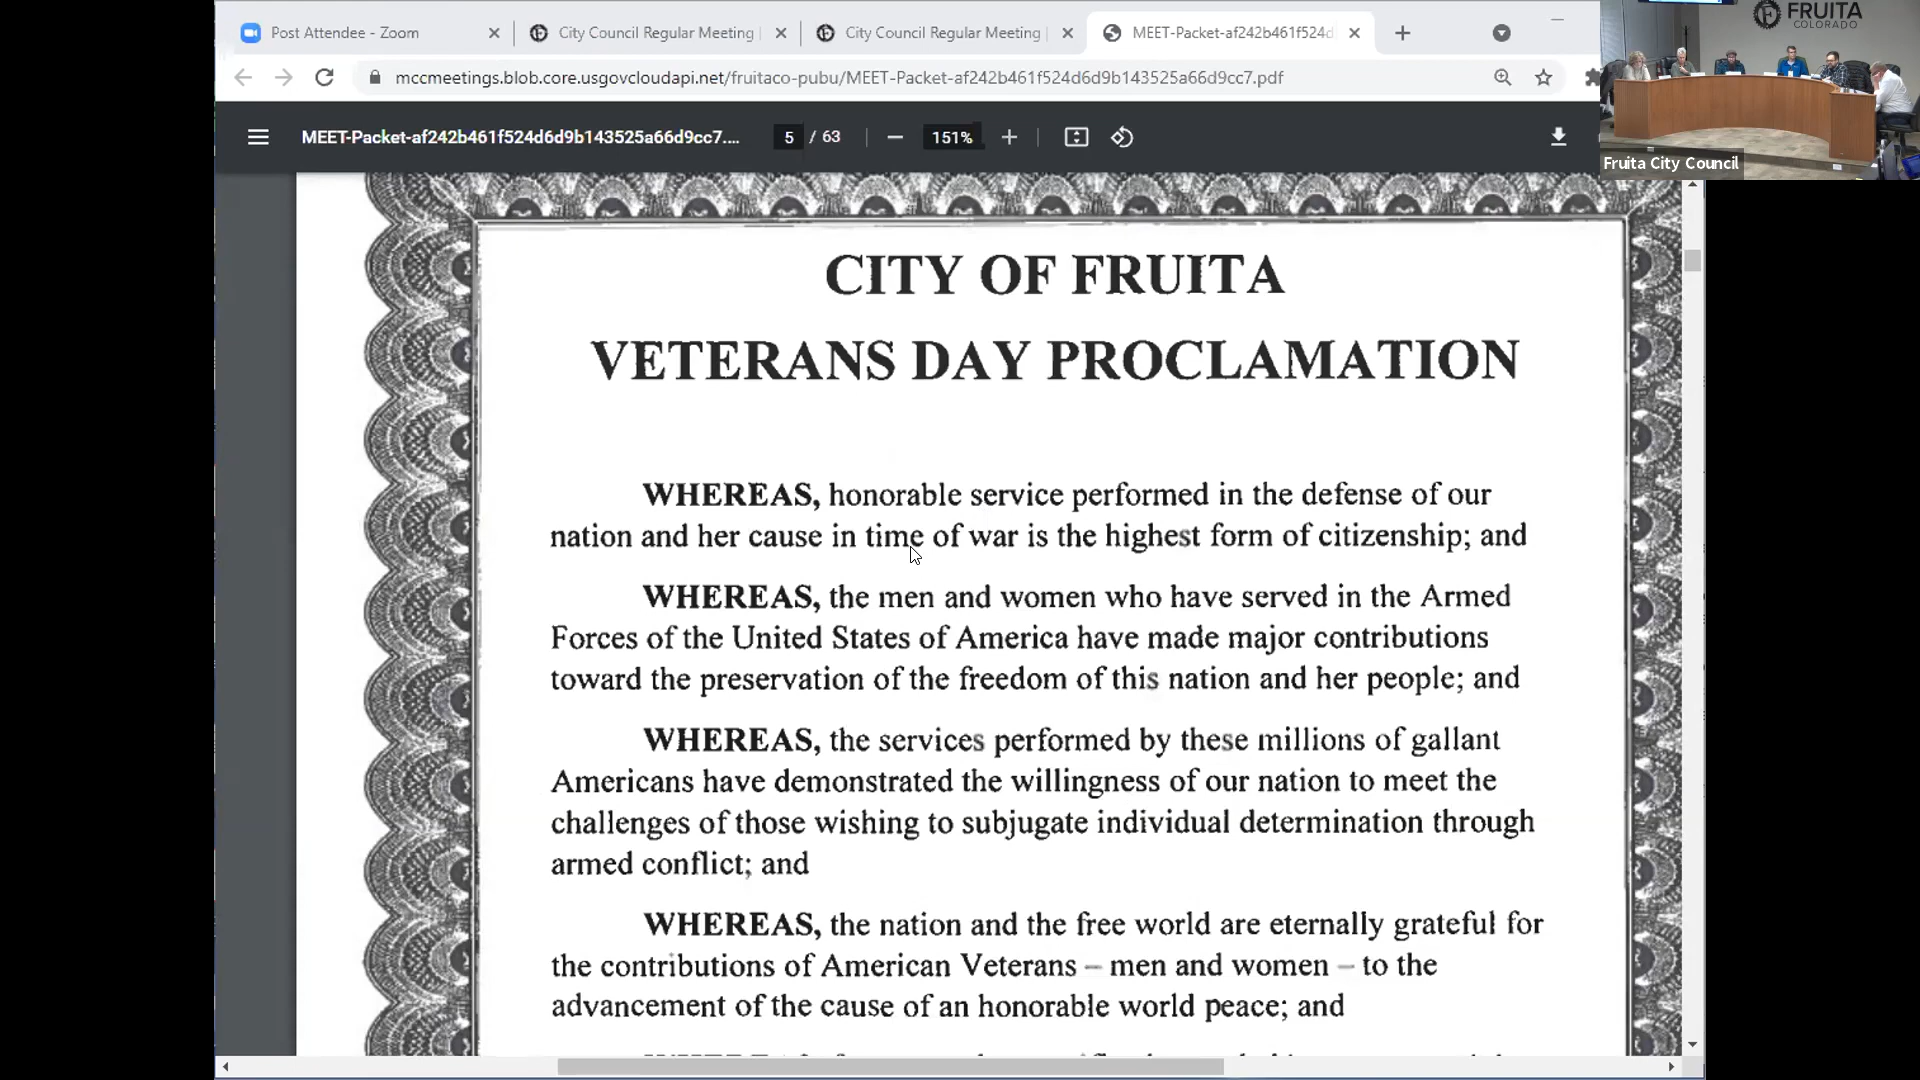 Post Attendee - Zoom
City Council Regular Meeting |
City Council Regular Meeting |
MEET-Packet-af242b461f524d
FRUITA
COLORADO
mccmeetings.blob.core.usgovcloudapi.net/fruitaco-pubu/MEET-Packet-af242b461f524d6d9b143525a66d9cc7.pdf
MEET-Packet-af242b461f524d6d9b143525a66d9cc7....
5 / 63
151%
Fruita City Council
CITY OF FRUITA
VETERANS DAY PROCLAMATION
WHEREAS, honorable service performed in the defense of our
nation and her cause in time of war is the highest form of citizenship; and
WHEREAS, the men and women who have served in the Armed
Forces of the United States of America have made major contributions
toward the preservation of the freedom of this nation and her people; and
WHEREAS, the services performed by these millions of gallant
Americans have demonstrated the willingness of our nation to meet the
challenges of those wishing to subjugate individual determination through
armed conflict; and
WHEREAS, the nation and the free world are eternally grateful for
the contributions of American Veterans – men and women – to the
advancement of the cause of an honorable world peace; and